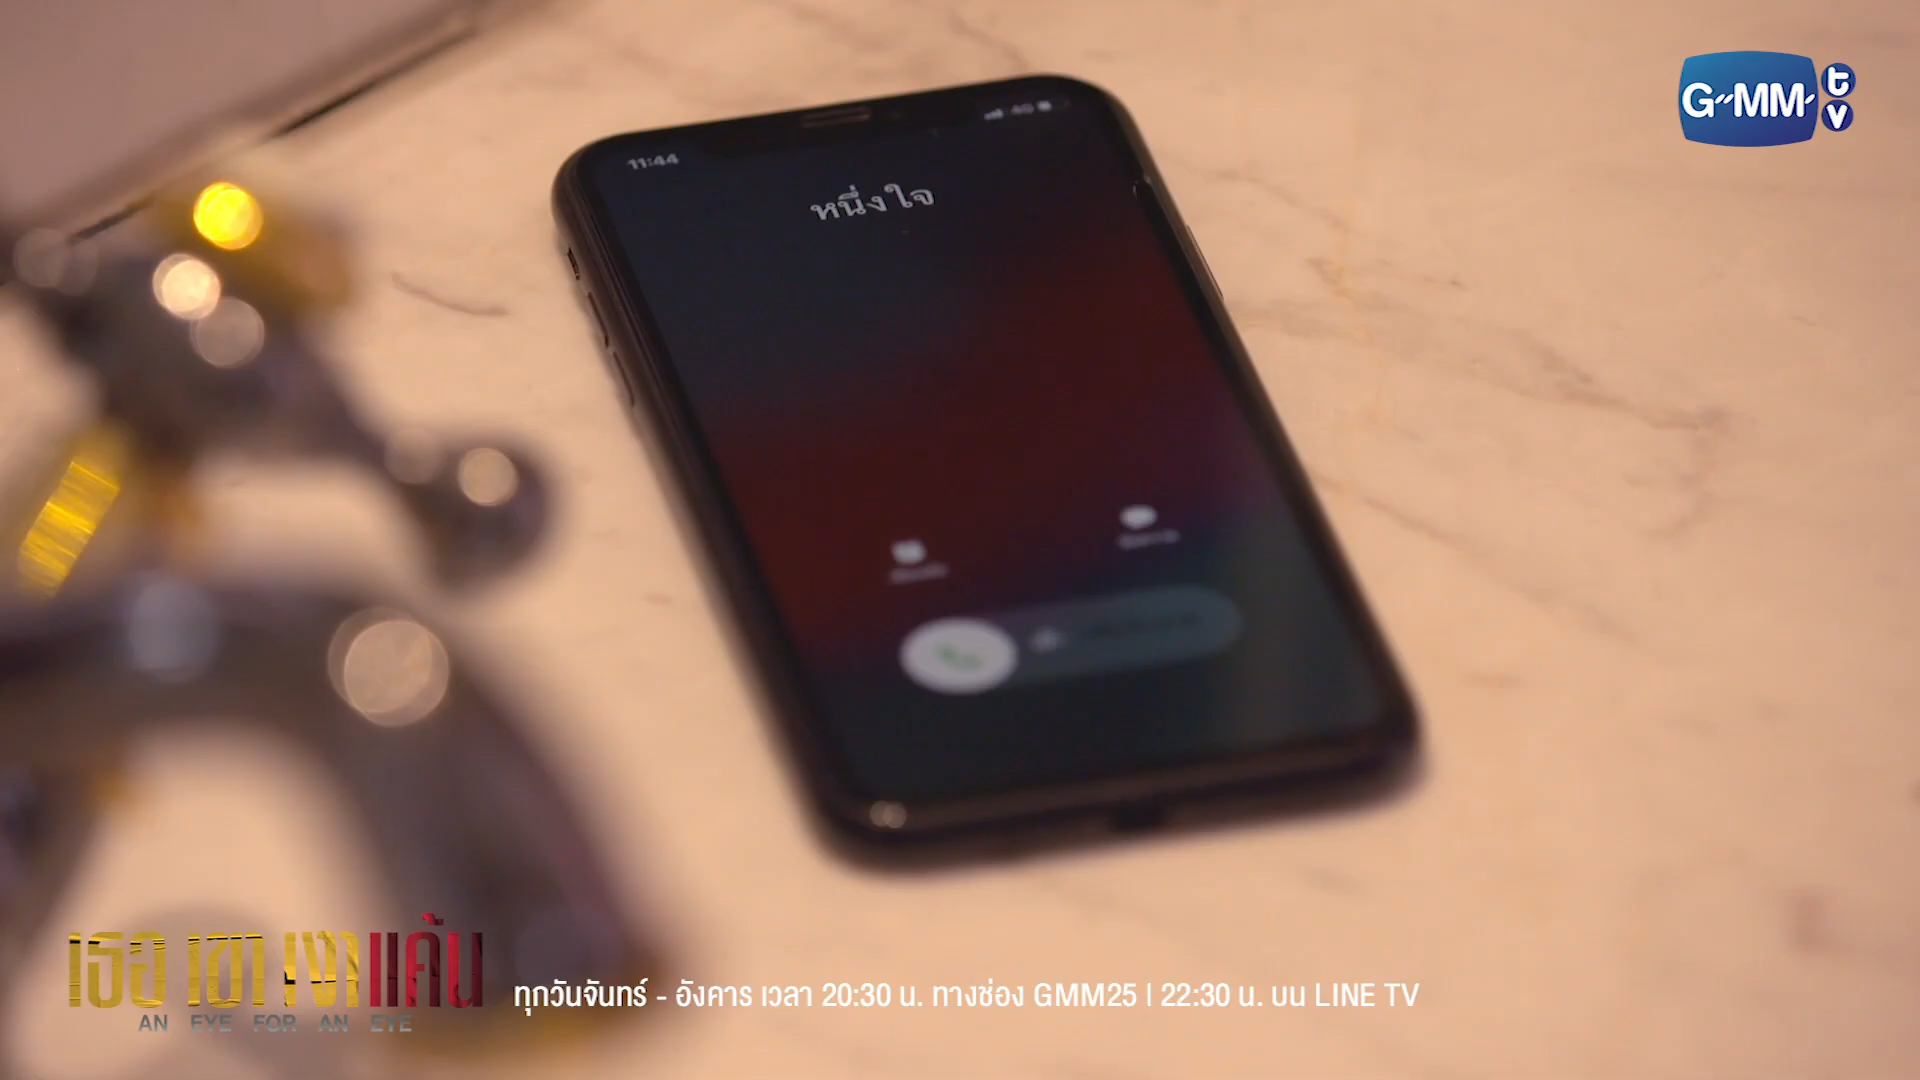 GMM
tv
11:44
4G
หนึ่งใจ
เธอ เขา เงาแค้น
AN EYE FOR AN EYE
ทุกวันจันทร์ - อังคาร เวลา 20:30 น. ทางช่อง GMM25 | 22:30 น. บน LINE TV